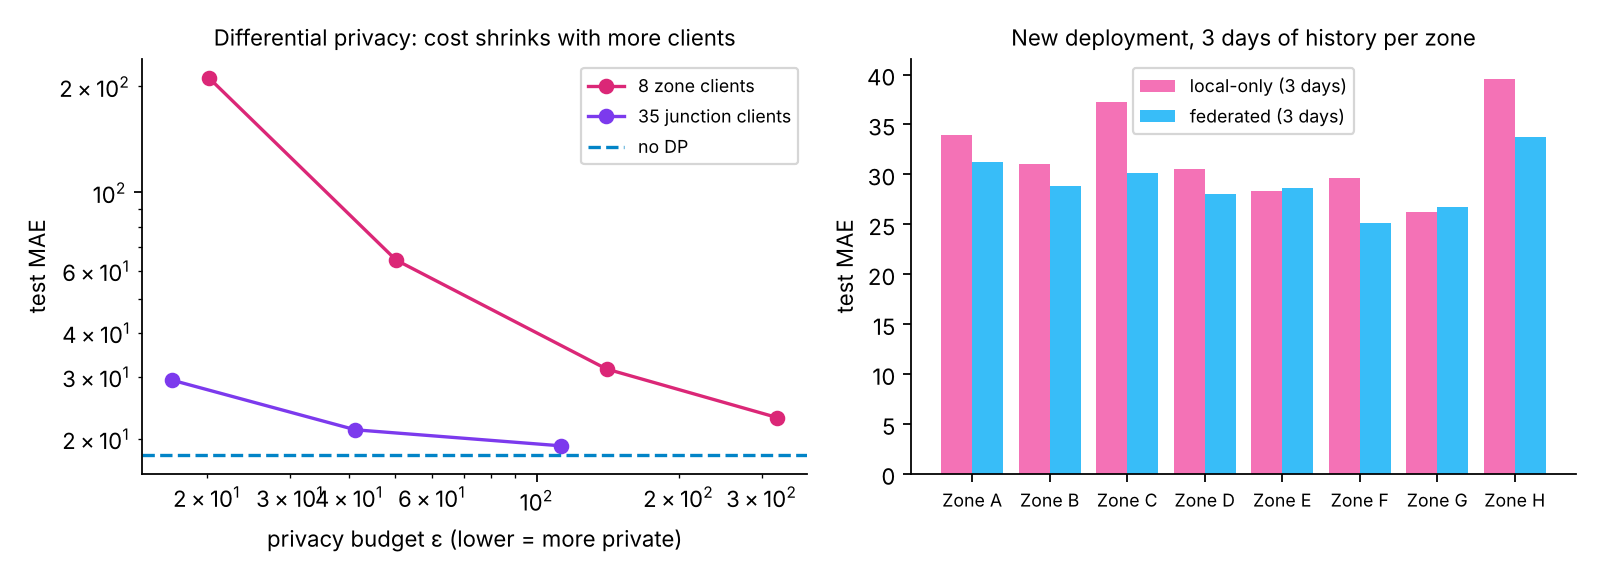 Differential privacy: cost shrinks with more clients
8 zone clients
35 junction clients
no DP
test MAE
2 × 10²
10²
6 × 10¹
4 × 10¹
3 × 10¹
2 × 10¹
2 × 10¹ 3 × 10¹ 4 × 10¹ 6 × 10¹ 10² 2 × 10² 3 × 10²
privacy budget ε (lower = more private)
New deployment, 3 days of history per zone
local-only (3 days)
federated (3 days)
test MAE
40
35
30
25
20
15
10
5
0
Zone A Zone B Zone C Zone D Zone E Zone F Zone G Zone H